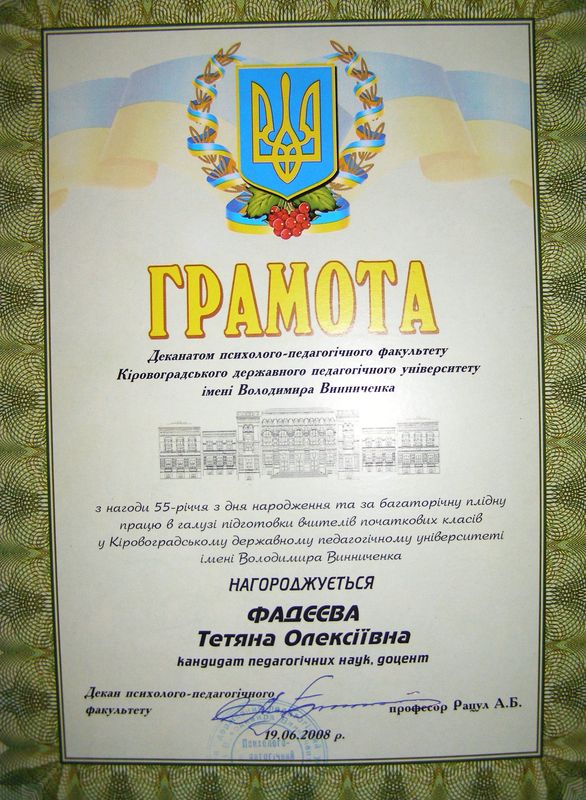 ГРАМОТА
Деканатом психолого-педагогічного факультету
Кіровоградського державного педагогічного університету
імені Володимира Винниченка
з нагоди 55-річчя з дня народження та за багаторічну плідну
працю в галузі підготовки вчителів початкових класів
у Кіровоградському державному педагогічному університеті
імені Володимира Винниченка
НАГОРОДЖУЄТЬСЯ
ФАДЄЄВА
Тетяна Олексіївна
кандидат педагогічних наук, доцент
Декан психолого-педагогічного
факультету
професор Рацул А.Б.
19.06.2008 р.
Психолого-